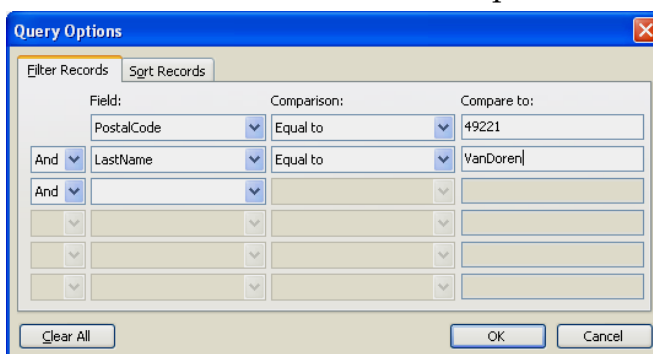 Query Options
Filter Records Sort Records
Field: Comparison: Compare to:
PostalCode Equal to 49221
And LastName Equal to VanDoren
And
Clear All OK Cancel